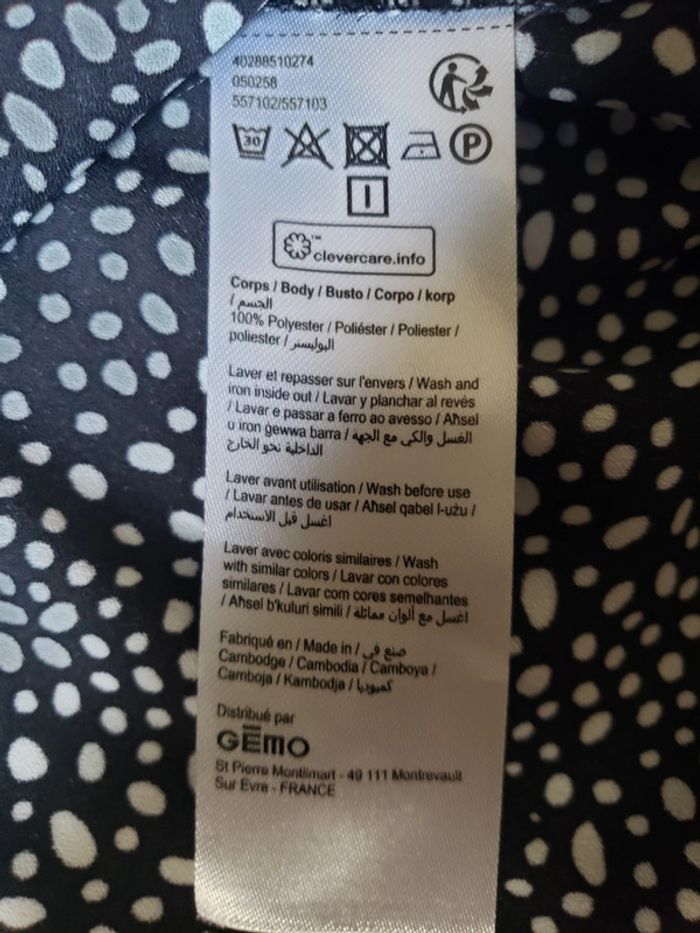 40288510274
050258
557102/557103
30
P
I
clevercare.info
TM
Corps / Body / Busto / Corpo / korp
/ الجسم
100% Polyester / Poliéster / Poliester /
poliester / البوليستر
Laver et repasser sur l'envers / Wash and
iron inside out / Lavar y planchar al revés
/ Lavar e passar a ferro ao avesso / Aħsel
u iron ġewwa barra / الغسل والكي مع الجهة
الداخلية نحو الخارج
Laver avant utilisation / Wash before use
/ Lavar antes de usar / Aħsel qabel l-użu /
اغسل قبل الاستخدام
Laver avec coloris similaires / Wash
with similar colors / Lavar con colores
similares / Lavar com cores semelhantes
/ Aħsel b'kuluri simili / اغسل مع ألوان مماثلة
Fabriqué en / Made in / صنع في
Cambodge / Cambodia / Camboya /
Camboja / Kambodja / كمبوديا
Distribué par
GĒMO
St Pierre Montlimart - 49 111 Montrevault
Sur Evre - FRANCE